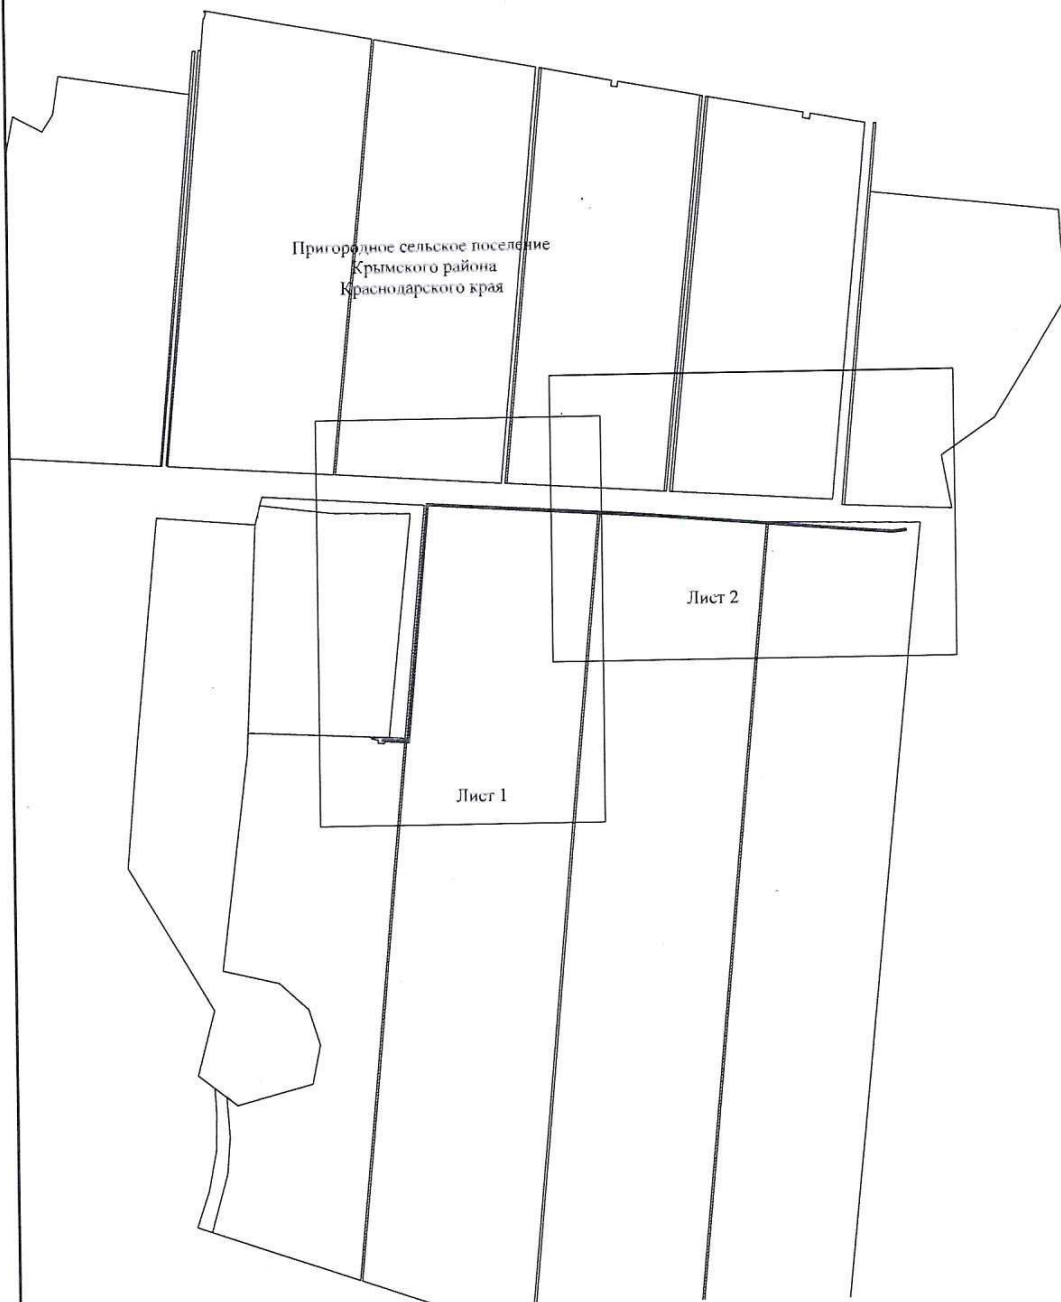 Пригородное сельское поселение
Крымского района
Краснодарского края
Лист 2
Лист 1